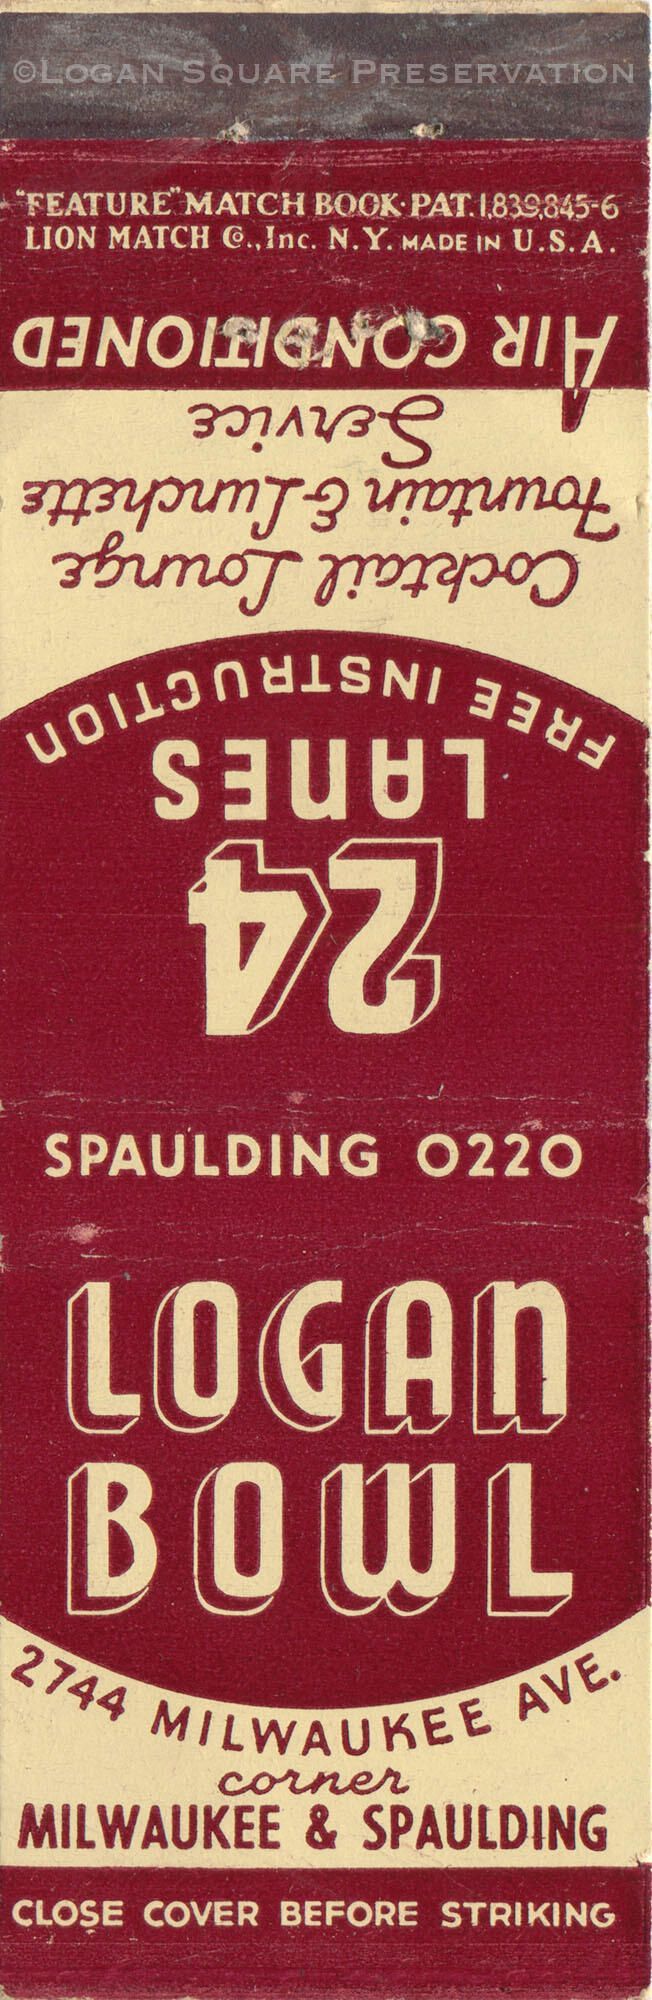 ©Logan Square Preservation
"FEATURE" MATCH BOOK·PAT. 1,839,845-6
LION MATCH Co., Inc. N.Y. MADE IN U.S.A.
AIR CONDITIONED
Service
Fountain & Lunchette
Cocktail Lounge
FREE INSTRUCTION
LANES
24
SPAULDING 0220
LOGAN
BOWL
2744 MILWAUKEE AVE.
corner
MILWAUKEE & SPAULDING
CLOSE COVER BEFORE STRIKING